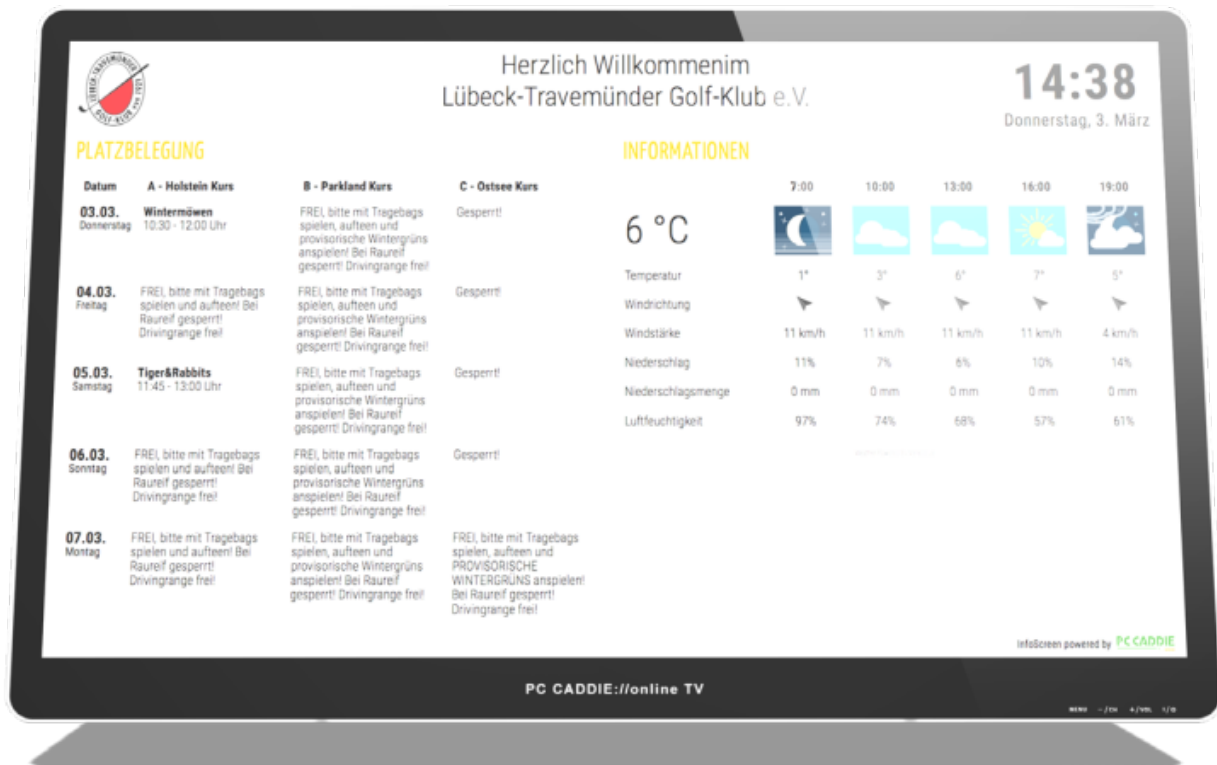 Herzlich Willkommenim
Lübeck-Travemünder Golf-Klub e.V.
14:38
Donnerstag, 3. März
LÜBECK-TRAVEMÜNDER
GOLF-KLUB
PLATZBELEGUNG
Datum A - Holstein Kurs B - Parkland Kurs C - Ostsee Kurs
03.03.
Donnerstag
Wintermöwen
10:30 - 12:00 Uhr
FREI, bitte mit Tragebags
spielen, aufteen und
provisorische Wintergrüns
anspielen! Bei Raureif
gesperrt! Drivingrange frei!
Gesperrt!
04.03.
Freitag
FREI, bitte mit Tragebags
spielen und aufteen! Bei
Raureif gesperrt!
Drivingrange frei!
FREI, bitte mit Tragebags
spielen, aufteen und
provisorische Wintergrüns
anspielen! Bei Raureif
gesperrt! Drivingrange frei!
Gesperrt!
05.03.
Samstag
Tiger&Rabbits
11:45 - 13:00 Uhr
FREI, bitte mit Tragebags
spielen, aufteen und
provisorische Wintergrüns
anspielen! Bei Raureif
gesperrt! Drivingrange frei!
Gesperrt!
06.03.
Sonntag
FREI, bitte mit Tragebags
spielen und aufteen! Bei
Raureif gesperrt!
Drivingrange frei!
FREI, bitte mit Tragebags
spielen, aufteen und
provisorische Wintergrüns
anspielen! Bei Raureif
gesperrt! Drivingrange frei!
Gesperrt!
07.03.
Montag
FREI, bitte mit Tragebags
spielen und aufteen! Bei
Raureif gesperrt!
Drivingrange frei!
FREI, bitte mit Tragebags
spielen, aufteen und
provisorische Wintergrüns
anspielen! Bei Raureif
gesperrt! Drivingrange frei!
FREI, bitte mit Tragebags
spielen, aufteen und
PROVISORISCHE
WINTERGRÜNS anspielen!
Bei Raureif gesperrt!
Drivingrange frei!
INFORMATIONEN
7:00 10:00 13:00 16:00 19:00
6 °C
Temperatur 1° 3° 6° 7° 5°
Windrichtung
Windstärke 11 km/h 11 km/h 11 km/h 11 km/h 4 km/h
Niederschlag 11% 7% 6% 10% 14%
Niederschlagsmenge 0 mm 0 mm 0 mm 0 mm 0 mm
Luftfeuchtigkeit 97% 74% 68% 57% 61%
InfoScreen powered by PC CADDIE
PC CADDIE://online TV
MENU -/CH +/VOL